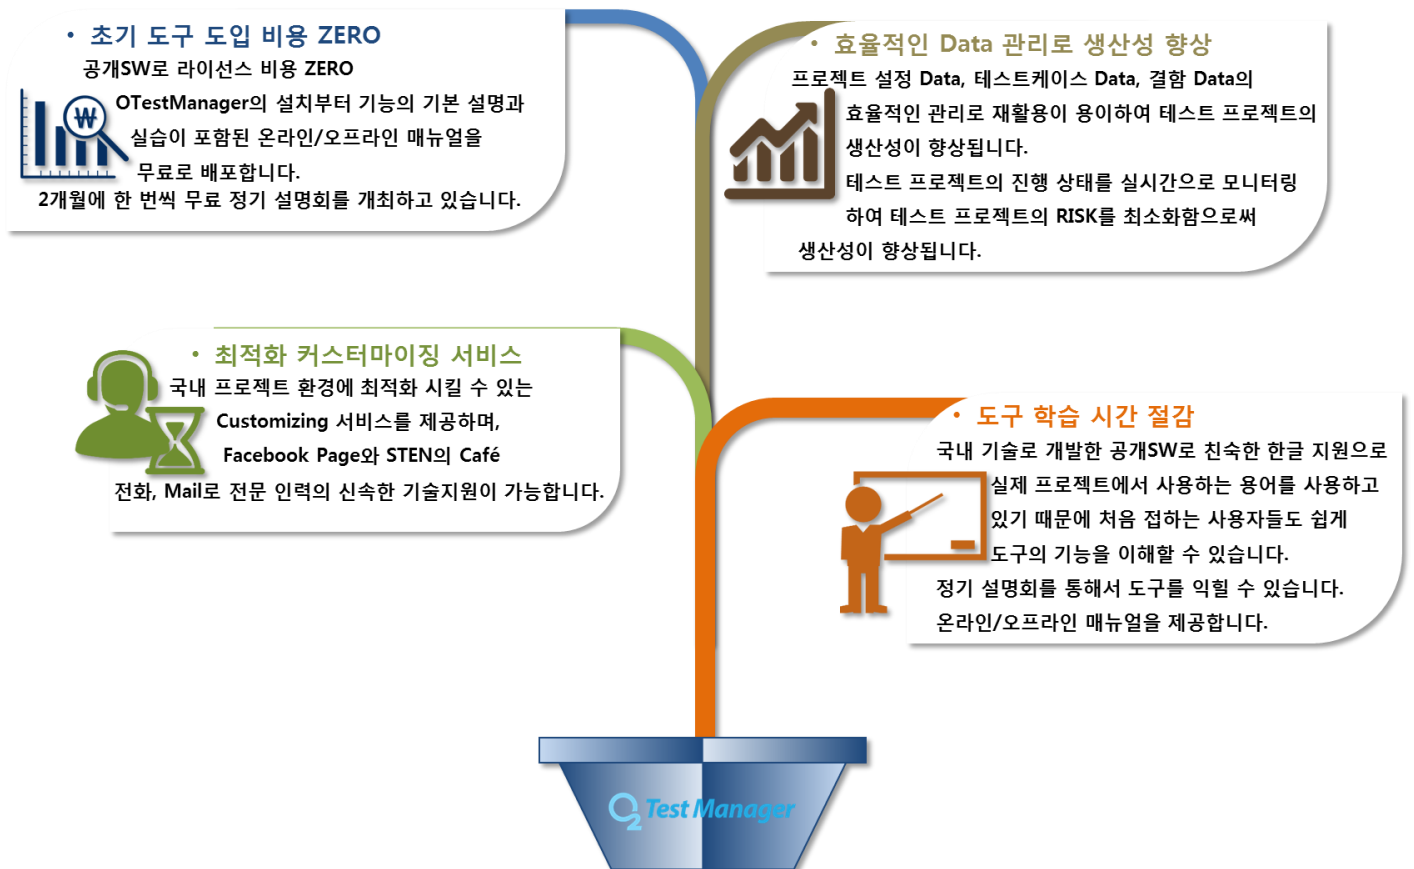 • 초기 도구 도입 비용 ZERO
공개SW로 라이선스 비용 ZERO
OTestManager의 설치부터 기능의 기본 설명과
실습이 포함된 온라인/오프라인 매뉴얼을
무료로 배포합니다.
2개월에 한 번씩 무료 정기 설명회를 개최하고 있습니다.
₩
• 효율적인 Data 관리로 생산성 향상
프로젝트 설정 Data, 테스트케이스 Data, 결함 Data의
효율적인 관리로 재활용이 용이하여 테스트 프로젝트의
생산성이 향상됩니다.
테스트 프로젝트의 진행 상태를 실시간으로 모니터링
하여 테스트 프로젝트의 RISK를 최소화함으로써
생산성이 향상됩니다.
• 최적화 커스터마이징 서비스
국내 프로젝트 환경에 최적화 시킬 수 있는
Customizing 서비스를 제공하며,
Facebook Page와 STEN의 Café
전화, Mail로 전문 인력의 신속한 기술지원이 가능합니다.
• 도구 학습 시간 절감
국내 기술로 개발한 공개SW로 친숙한 한글 지원으로
실제 프로젝트에서 사용하는 용어를 사용하고
있기 때문에 처음 접하는 사용자들도 쉽게
도구의 기능을 이해할 수 있습니다.
정기 설명회를 통해서 도구를 익힐 수 있습니다.
온라인/오프라인 매뉴얼을 제공합니다.
O2 Test Manager